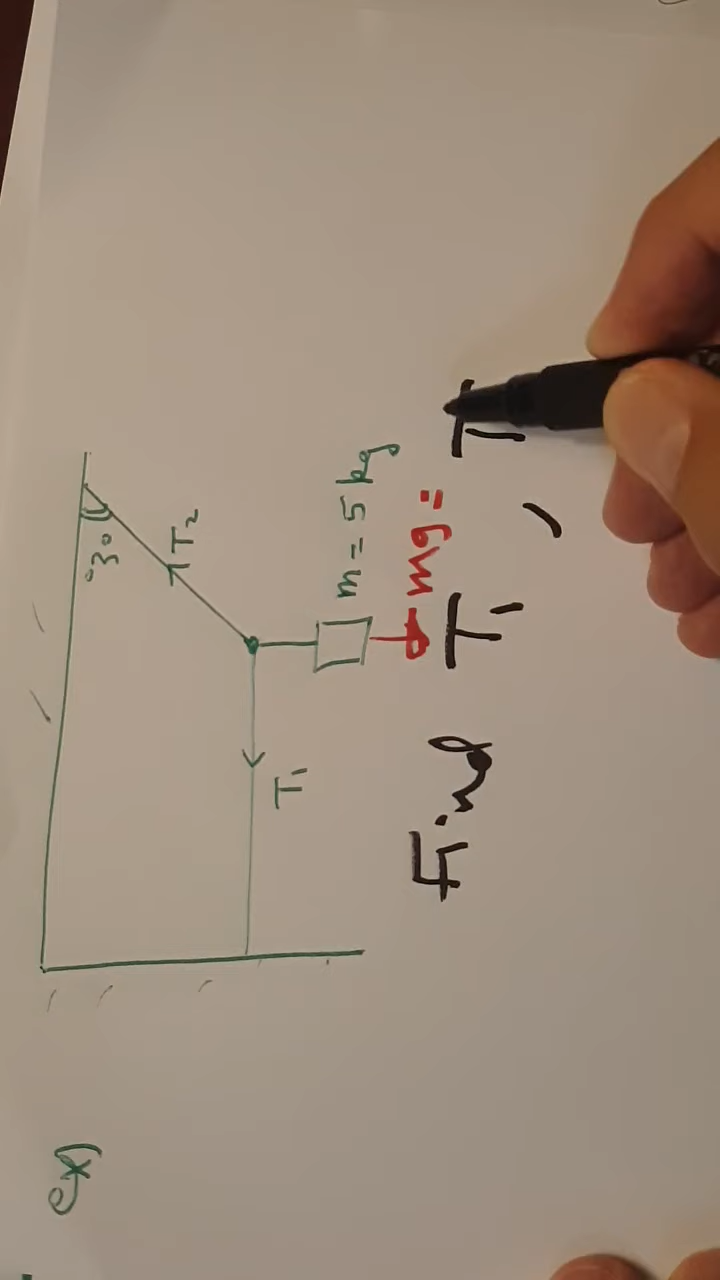 ex)
30°
T₂
T₁
m = 5 kg
mg =
Find T₁ , T